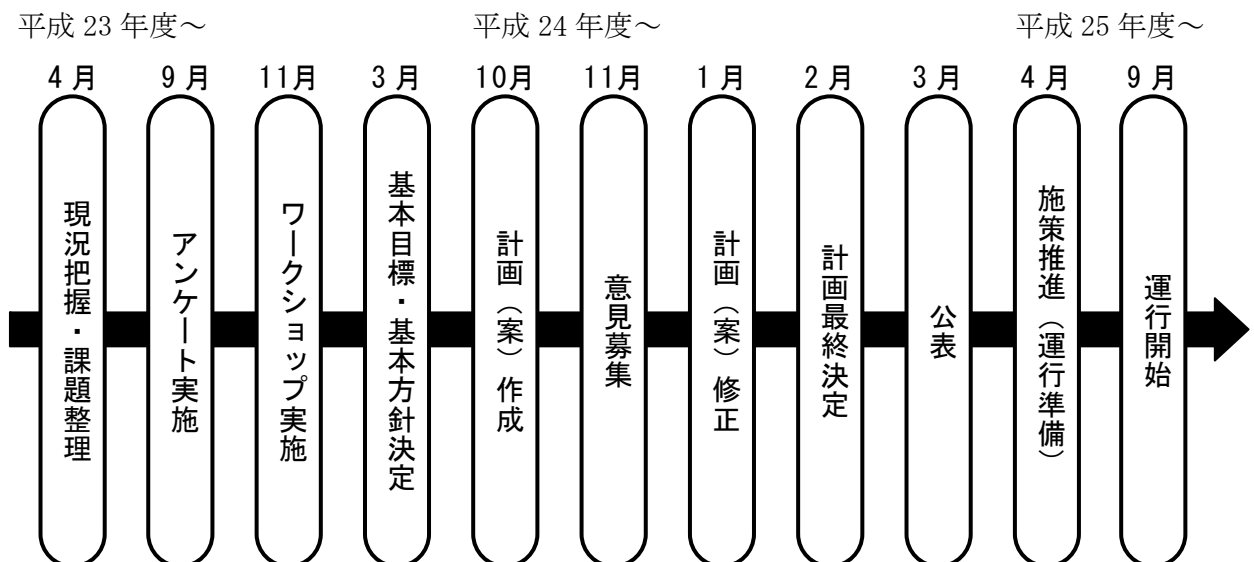 平成 23 年度～
平成 24 年度～
平成 25 年度～
4 月
9 月
11月
3 月
10月
11月
1 月
2 月
3 月
4 月
9 月
現況把握・課題整理
アンケート実施
ワークショップ実施
基本目標・基本方針決定
計画（案）作成
意見募集
計画（案）修正
計画最終決定
公表
施策推進（運行準備）
運行開始